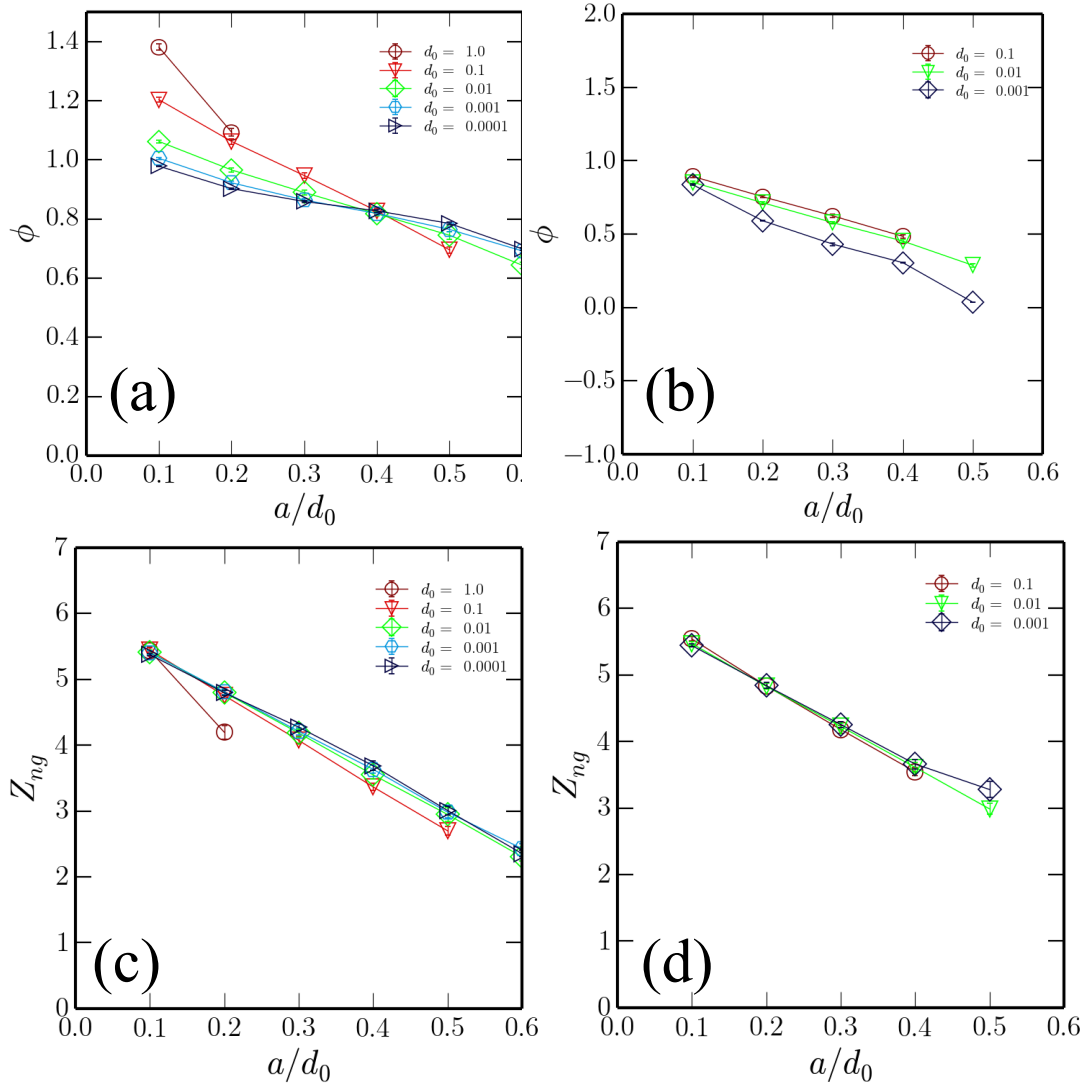 1.4
1.2
1.0
0.8
0.6
0.4
0.2
0.0
ϕ
d₀ = 1.0
d₀ = 0.1
d₀ = 0.01
d₀ = 0.001
d₀ = 0.0001
(a)
0.0 0.1 0.2 0.3 0.4 0.5 0.6
a/d₀
2.0
1.5
1.0
0.5
0.0
−0.5
−1.0
ϕ
d₀ = 0.1
d₀ = 0.01
d₀ = 0.001
(b)
0.0 0.1 0.2 0.3 0.4 0.5 0.6
a/d₀
7
6
5
4
3
2
1
0
Z_{ng}
d₀ = 1.0
d₀ = 0.1
d₀ = 0.01
d₀ = 0.001
d₀ = 0.0001
(c)
0.0 0.1 0.2 0.3 0.4 0.5 0.6
a/d₀
7
6
5
4
3
2
1
0
Z_{ng}
d₀ = 0.1
d₀ = 0.01
d₀ = 0.001
(d)
0.0 0.1 0.2 0.3 0.4 0.5 0.6
a/d₀